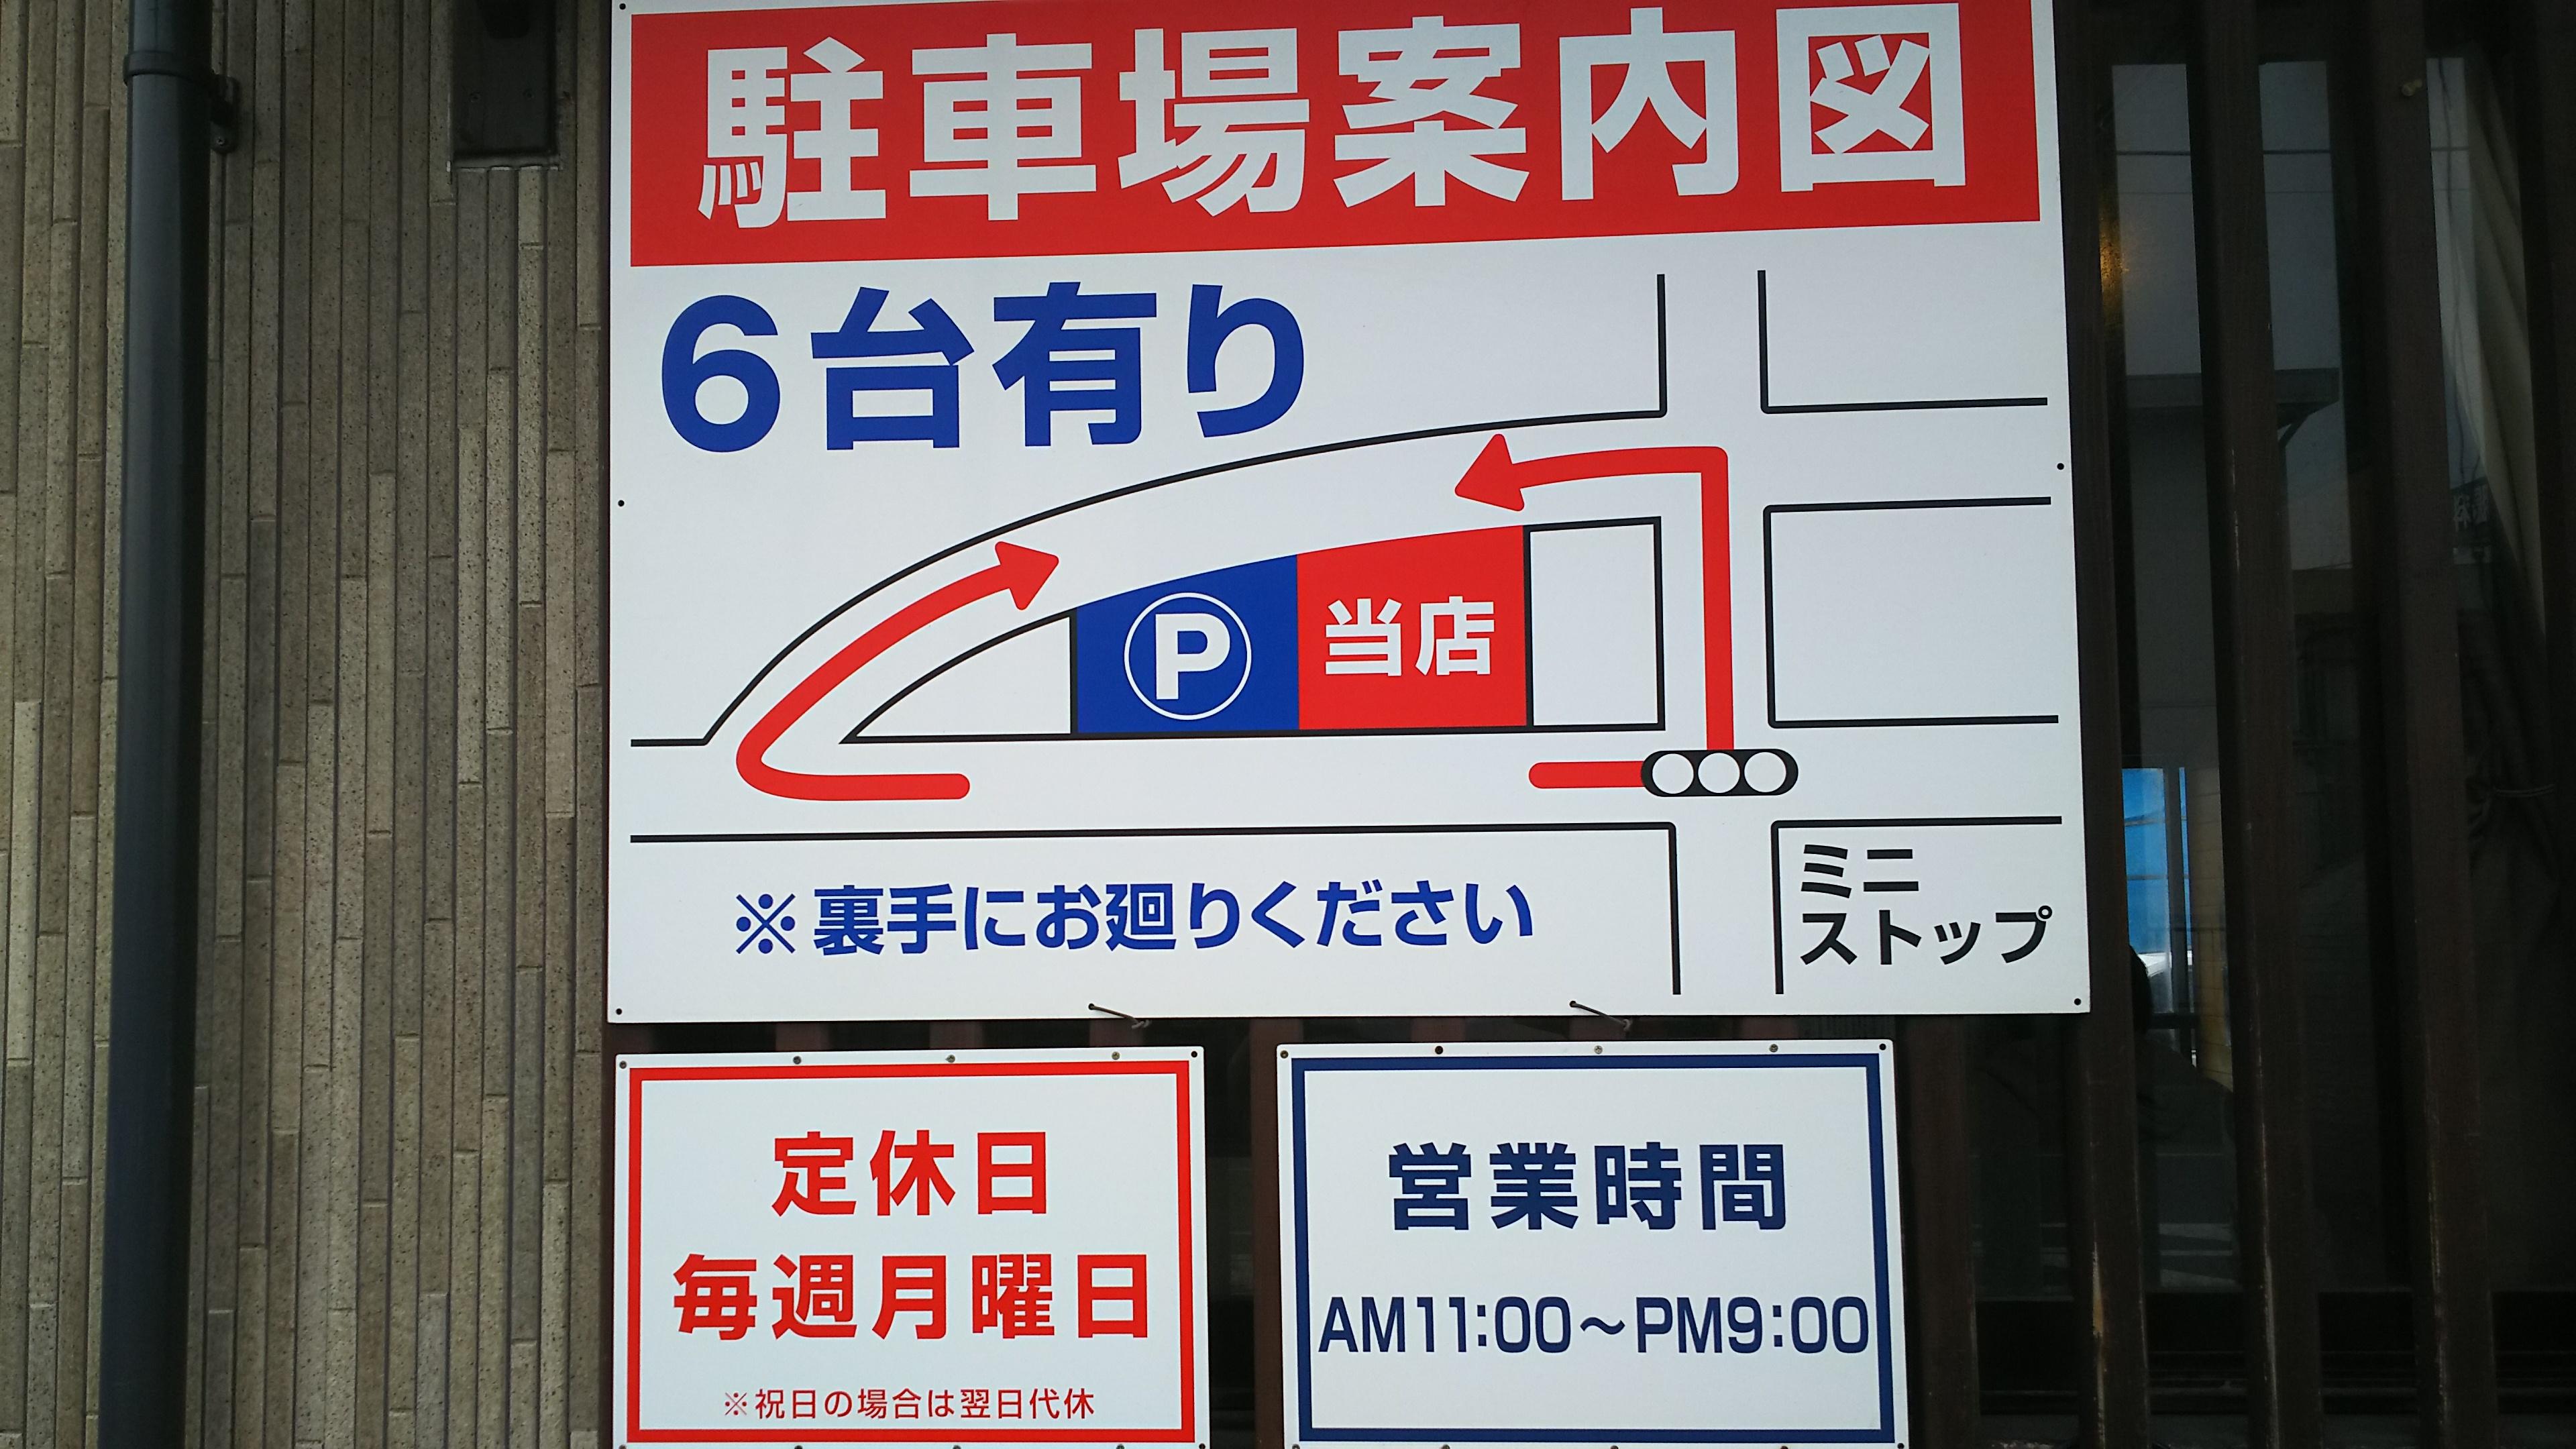 駐車場案内図
6台有り
P
当店
※裏手にお廻りください
ミニ
ストップ
定休日
毎週月曜日
※祝日の場合は翌日代休
営業時間
AM11:00～PM9:00